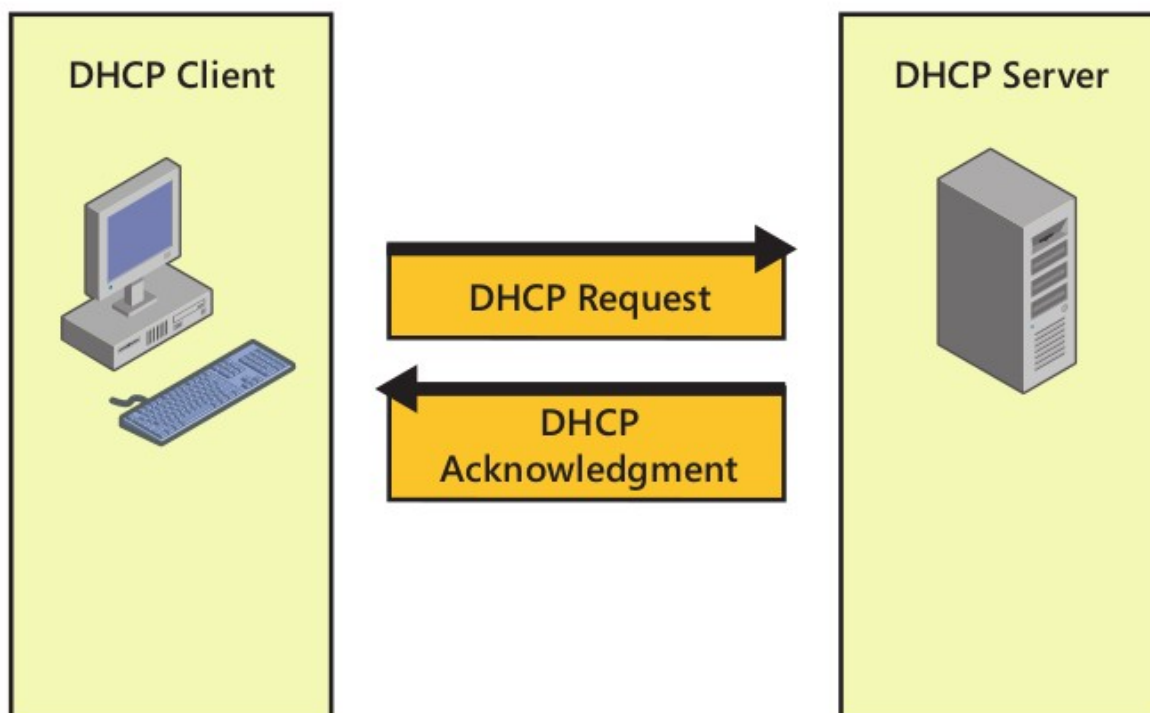 DHCP Client
DHCP Server
DHCP Request
DHCP
Acknowledgment